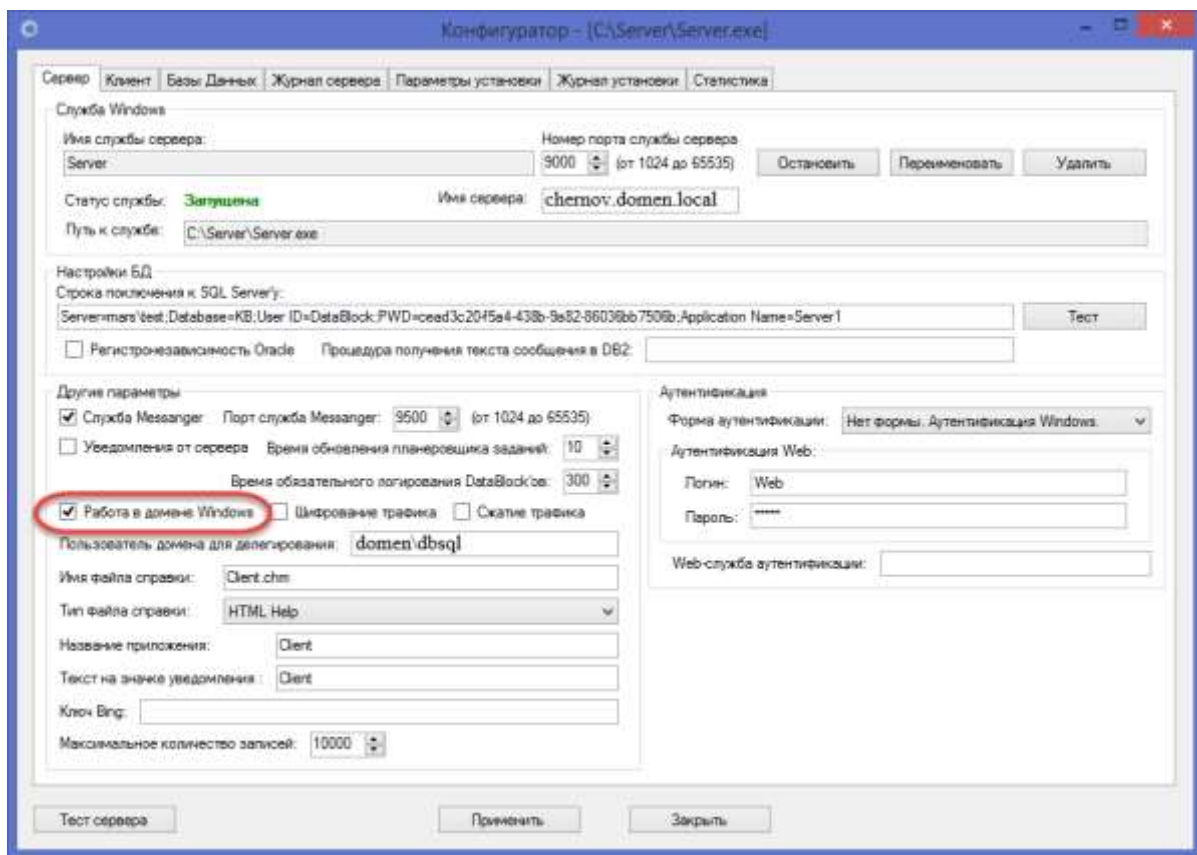 Конфигуратор - [C:\Server\Server.exe]
Сервер Клиент Базы Данных Журнал сервера Параметры установки Журнал установки Статистика
Служба Windows
Имя службы сервера: Номер порта службы сервера
Server 9000 (от 1024 до 65535) Остановить Переименовать Удалить
Статус службы: Запущена Имя сервера: chernov.domen.local
Путь к службе: C:\Server\Server.exe
Настройки БД
Строка поключения к SQL Server'у:
Server=mars\test;Database=KB;User ID=DataBlock;PWD=cead3c20-f5a4-438b-9a82-86036bb7506b;Application Name=Server1 Тест
Регистронезависимость Oracle Процедура получения текста сообщения в DB2:
Другие параметры Аутентификация
Служба Messanger Порт служба Messanger: 9500 (от 1024 до 65535) Форма аутентификации: Нет формы. Аутентификация Windows.
Уведомления от сервера Время обновления планеровщика заданий: 10 Аутентификация Web:
Время обязательного логирования DataBlock'ов: 300 Логин: Web
Работа в домене Windows Шифрование трафика Сжатие трафика Пароль: *****
Пользователь домена для делегирования: domen\dbsql
Web-служба аутентификации:
Имя файла справки: Client.chm
Тип файла справки: HTML Help
Название приложения: Client
Текст на значке уведомления : Client
Ключ Bing:
Максимальное количество записей: 10000
Тест сервера Применить Закрыть